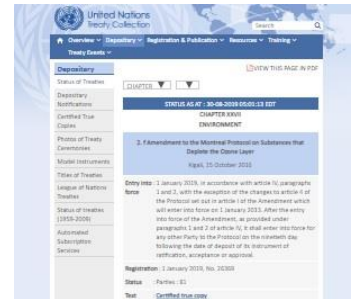 United Nations
Treaty Collection
Search
Overview
Depositary
Registration & Publication
Resources
Training
Treaty Events
Depositary
Status of Treaties
Depositary
Notifications
Certified True
Copies
Photos of Treaty
Ceremonies
Model Instruments
Titles of Treaties
League of Nations
Treaties
Status of treaties
(1959-2009)
Automated
Subscription
Services
VIEW THIS PAGE IN PDF
CHAPTER
STATUS AS AT : 30-08-2019 05:01:13 EDT
CHAPTER XXVII
ENVIRONMENT
2. f Amendment to the Montreal Protocol on Substances that
Deplete the Ozone Layer
Kigali, 15 October 2016
Entry into force
: 1 January 2019, in accordance with article IV, paragraphs
1 and 2, with the exception of the changes to article 4 of
the Protocol set out in article I of the Amendment which
will enter into force on 1 January 2033. After the entry
into force of the Amendment, as provided under
paragraphs 1 and 2 of article IV, it shall enter into force for
any other Party to the Protocol on the ninetieth day
following the date of deposit of its instrument of
ratification, acceptance or approval.
Registration : 1 January 2019, No. 26369
Status : Parties : 81
Text Certified true copy